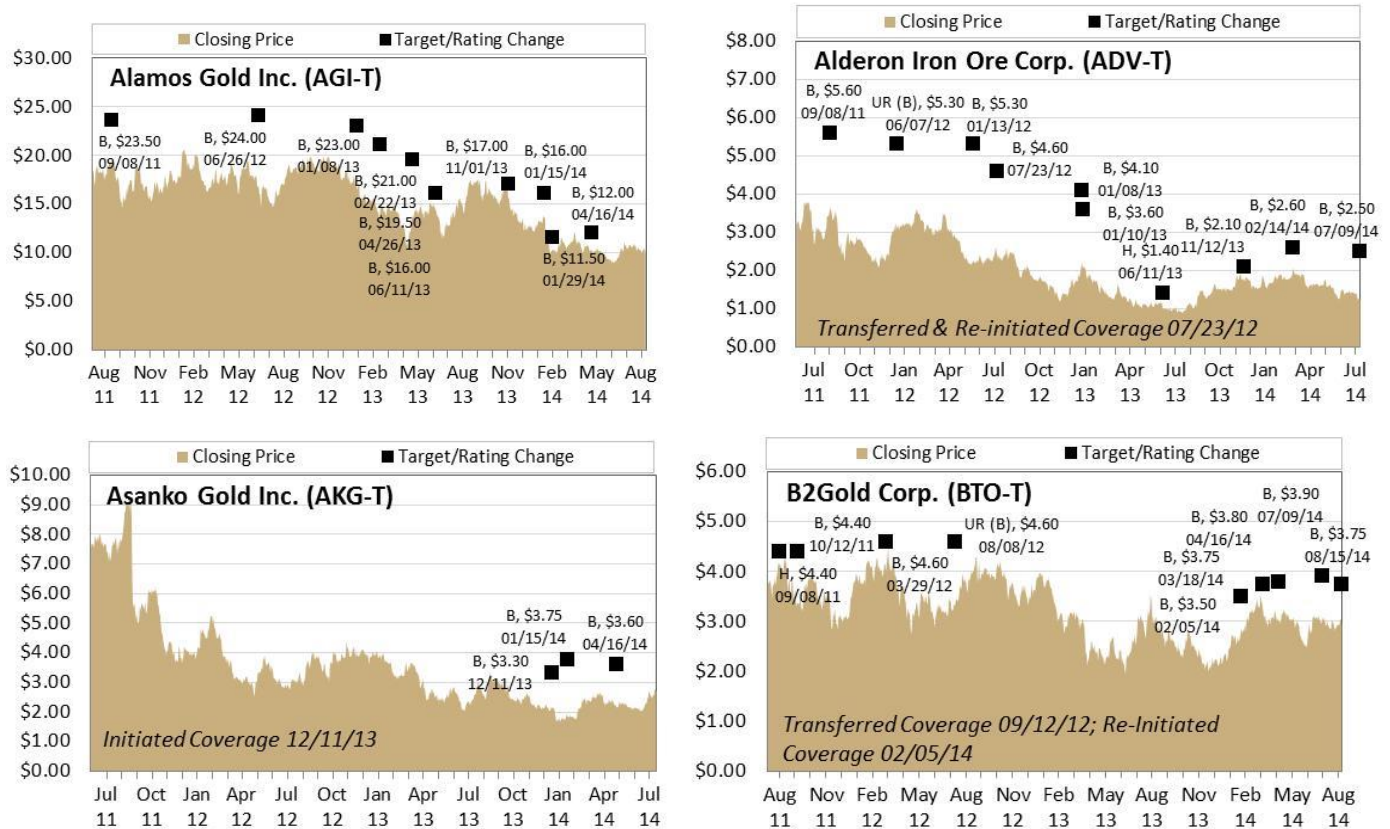 Closing Price Target/Rating Change
Alamos Gold Inc. (AGI-T)
$30.00
$25.00
$20.00
$15.00
$10.00
$5.00
$0.00
B, $23.50
09/08/11
B, $24.00
06/26/12
B, $23.00
01/08/13
B, $21.00
02/22/13
B, $19.50
04/26/13
B, $16.00
06/11/13
B, $17.00
11/01/13
B, $16.00
01/15/14
B, $11.50
01/29/14
B, $12.00
04/16/14
Aug Nov Feb May Aug Nov Feb May Aug Nov Feb May Aug
11 11 12 12 12 12 13 13 13 13 14 14 14
Closing Price Target/Rating Change
Alderon Iron Ore Corp. (ADV-T)
$8.00
$7.00
$6.00
$5.00
$4.00
$3.00
$2.00
$1.00
$0.00
B, $5.60
09/08/11
UR (B), $5.30
06/07/12
B, $5.30
01/13/12
B, $4.60
07/23/12
B, $4.10
01/08/13
B, $3.60
01/10/13
H, $1.40
06/11/13
B, $2.10
11/12/13
B, $2.60
02/14/14
B, $2.50
07/09/14
Transferred & Re-initiated Coverage 07/23/12
Jul Oct Jan Apr Jul Oct Jan Apr Jul Oct Jan Apr Jul
11 11 12 12 12 12 13 13 13 13 14 14 14
Closing Price Target/Rating Change
Asanko Gold Inc. (AKG-T)
$10.00
$9.00
$8.00
$7.00
$6.00
$5.00
$4.00
$3.00
$2.00
$1.00
$0.00
B, $3.30
12/11/13
B, $3.75
01/15/14
B, $3.60
04/16/14
Initiated Coverage 12/11/13
Jul Oct Jan Apr Jul Oct Jan Apr Jul Oct Jan Apr Jul
11 11 12 12 12 12 13 13 13 13 14 14 14
Closing Price Target/Rating Change
B2Gold Corp. (BTO-T)
$6.00
$5.00
$4.00
$3.00
$2.00
$1.00
$0.00
H, $4.40
09/08/11
B, $4.40
10/12/11
B, $4.60
03/29/12
UR (B), $4.60
08/08/12
B, $3.50
02/05/14
B, $3.75
03/18/14
B, $3.80
04/16/14
B, $3.90
07/09/14
B, $3.75
08/15/14
Transferred Coverage 09/12/12; Re-Initiated
Coverage 02/05/14
Aug Nov Feb May Aug Nov Feb May Aug Nov Feb May Aug
11 11 12 12 12 12 13 13 13 13 14 14 14